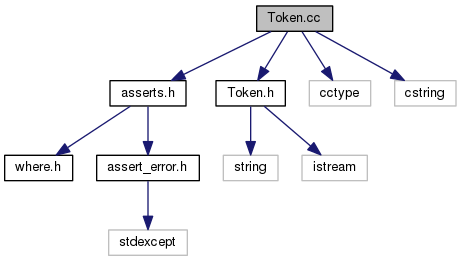 Token.cc
asserts.h
Token.h
cctype
cstring
where.h
assert_error.h
string
istream
stdexcept